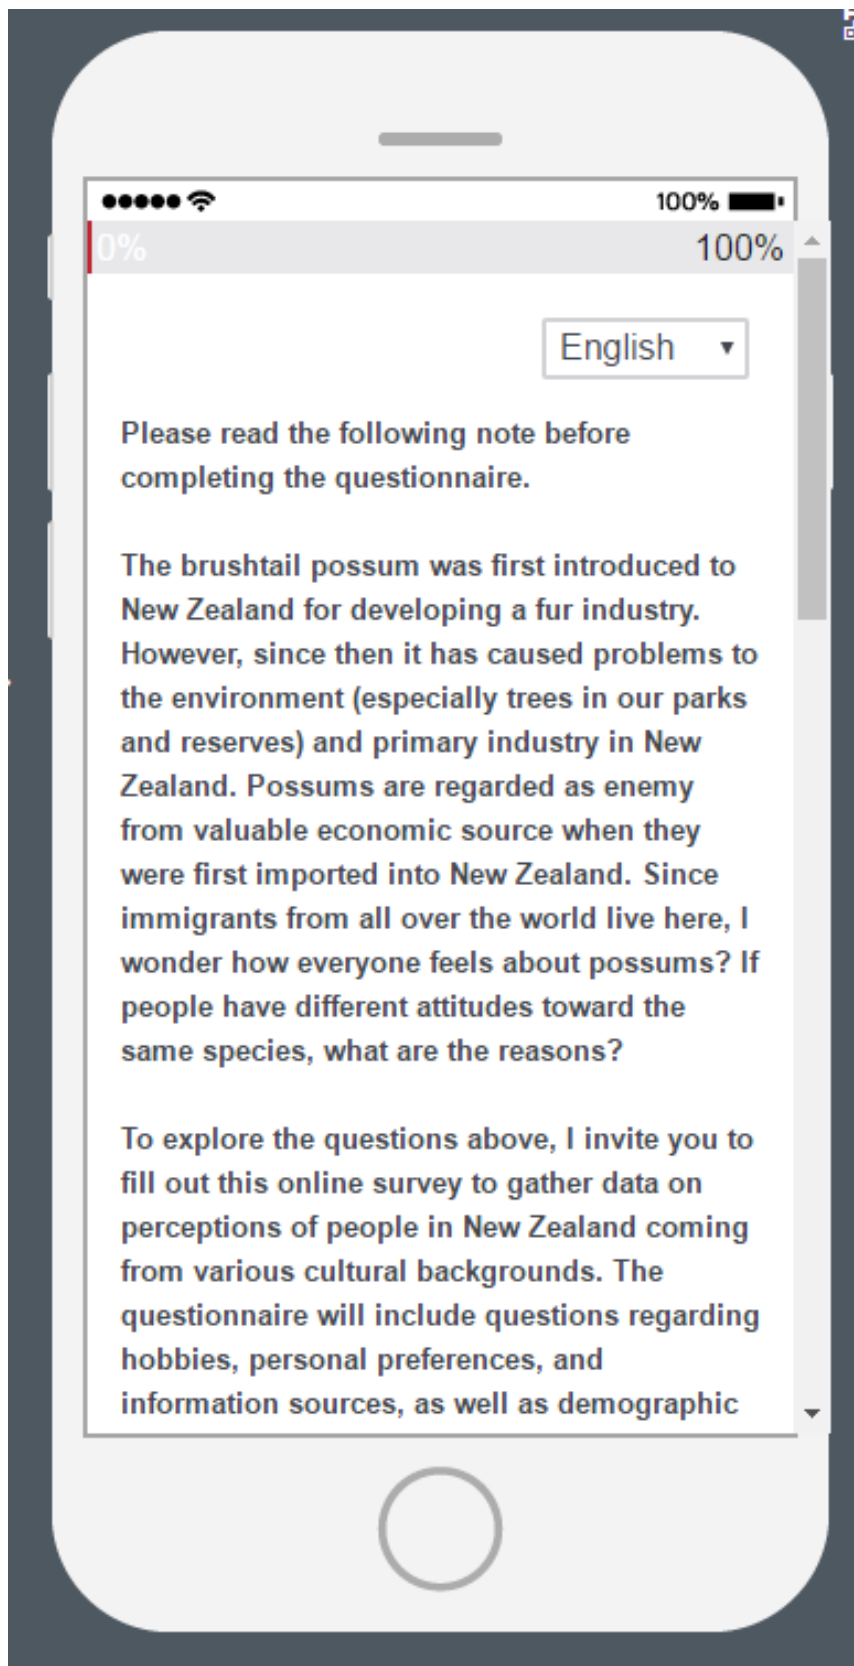 100%
0% 100%
English
Please read the following note before
completing the questionnaire.
The brushtail possum was first introduced to
New Zealand for developing a fur industry.
However, since then it has caused problems to
the environment (especially trees in our parks
and reserves) and primary industry in New
Zealand. Possums are regarded as enemy
from valuable economic source when they
were first imported into New Zealand. Since
immigrants from all over the world live here, I
wonder how everyone feels about possums? If
people have different attitudes toward the
same species, what are the reasons?
To explore the questions above, I invite you to
fill out this online survey to gather data on
perceptions of people in New Zealand coming
from various cultural backgrounds. The
questionnaire will include questions regarding
hobbies, personal preferences, and
information sources, as well as demographic